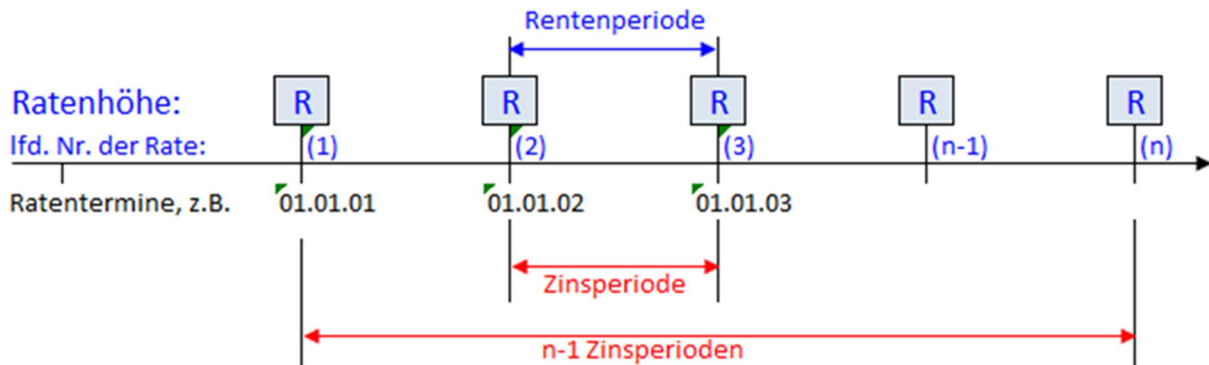 Rentenperiode
Ratenhöhe: R R R R R
lfd. Nr. der Rate: (1) (2) (3) (n-1) (n)
Ratentermine, z.B. 01.01.01 01.01.02 01.01.03
Zinsperiode
n-1 Zinsperioden